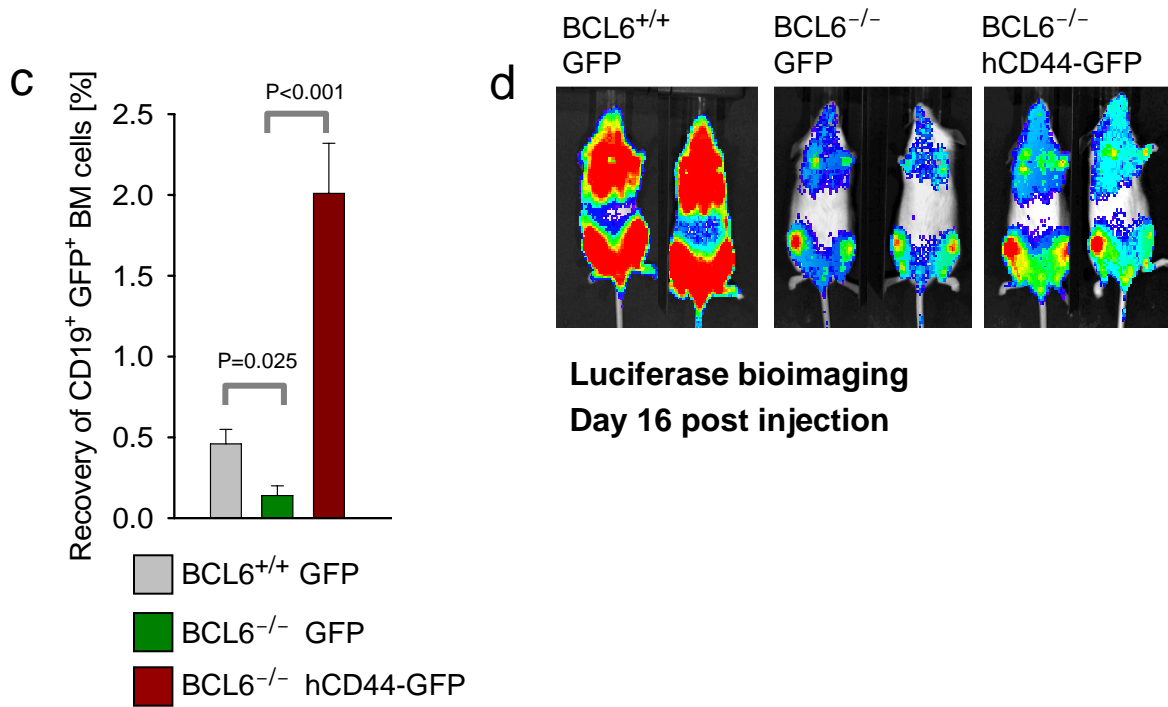 c
Recovery of CD19⁺ GFP⁺ BM cells [%]
2.5
2.0
1.5
1.0
0.5
0.0
P<0.001
P=0.025
BCL6⁺/⁺ GFP
BCL6⁻/⁻ GFP
BCL6⁻/⁻ hCD44-GFP
d
BCL6⁺/⁺
GFP
BCL6⁻/⁻
GFP
BCL6⁻/⁻
hCD44-GFP
Luciferase bioimaging
Day 16 post injection